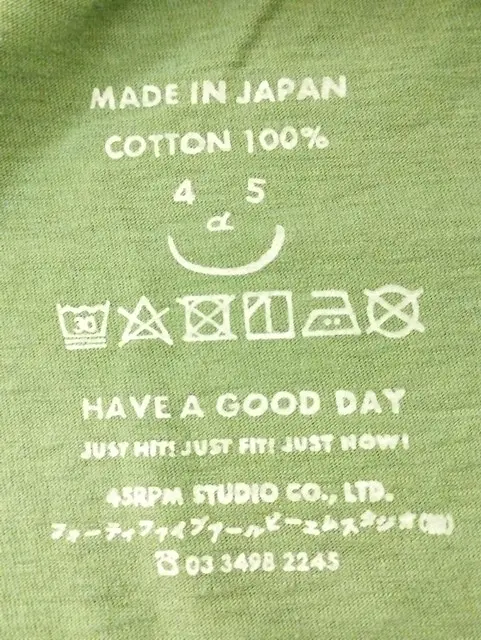 MADE IN JAPAN
COTTON 100%
4 5
α
30
HAVE A GOOD DAY
JUST HIT! JUST FIT! JUST NOW!
45RPM STUDIO CO., LTD.
フォーティファイブアールピーエムスタジオ(株)
☎ 03 3498 2245